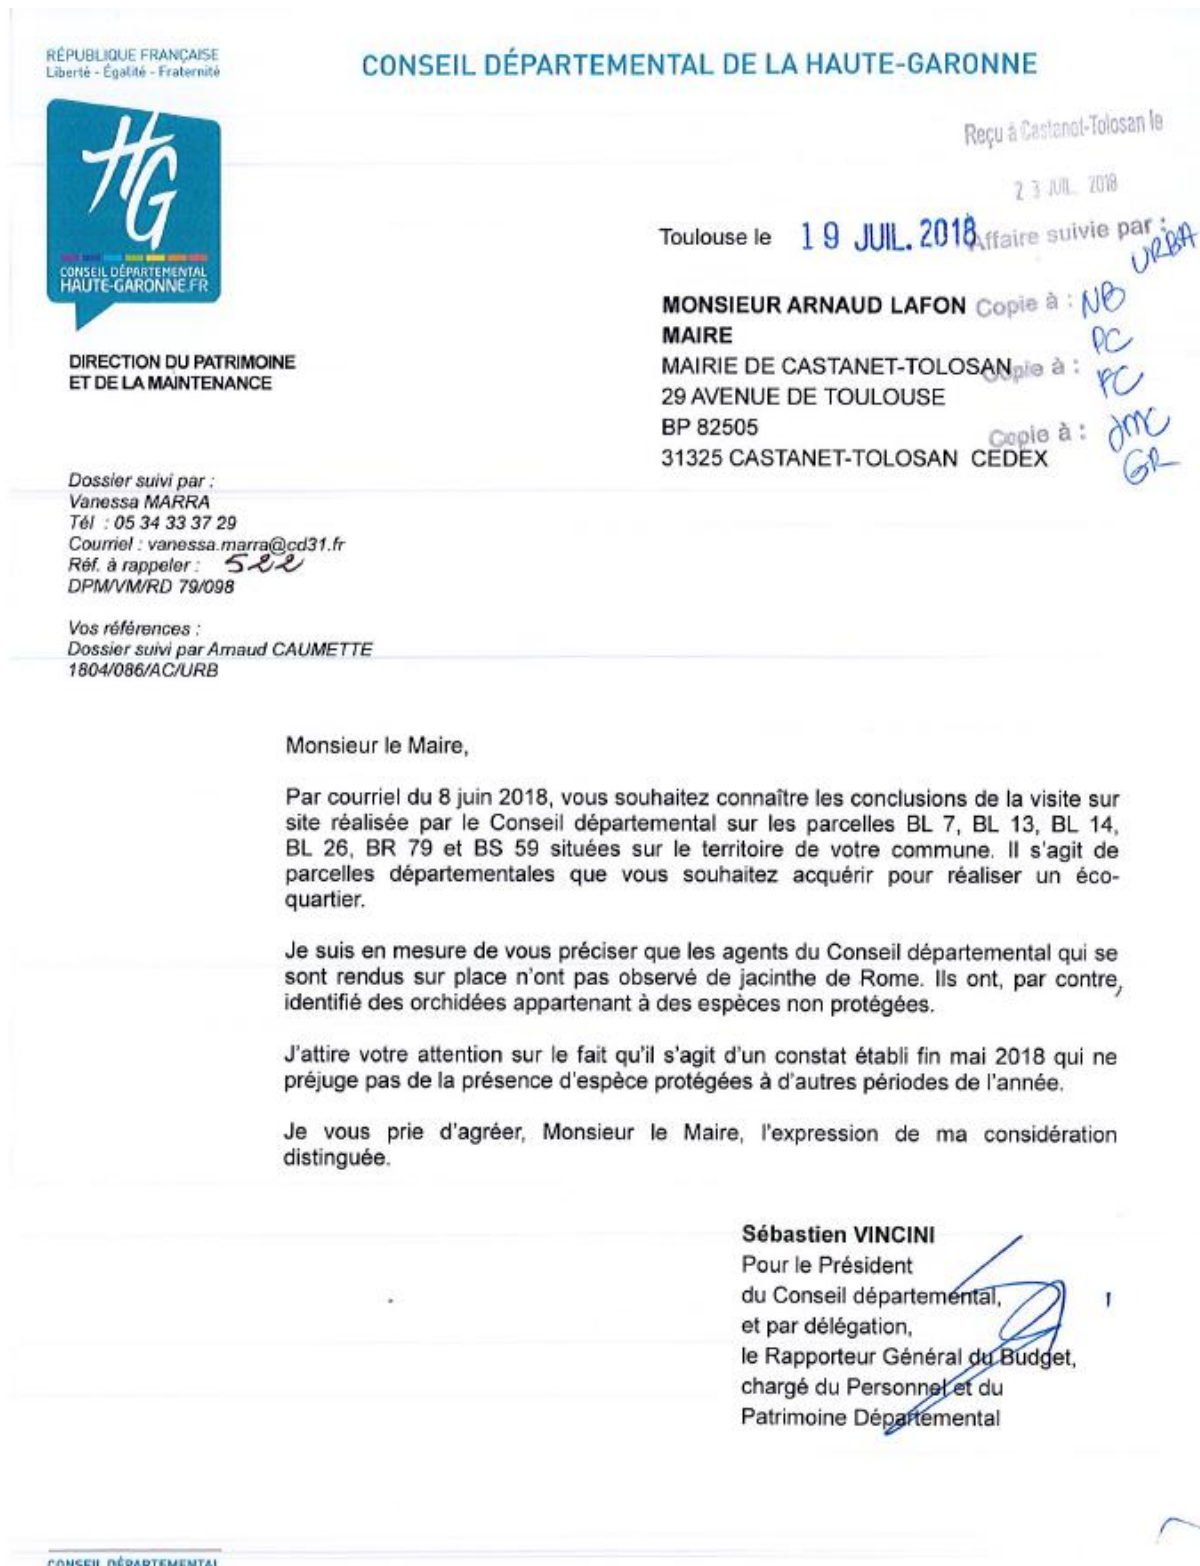 RÉPUBLIQUE FRANÇAISE
Liberté - Égalité - Fraternité
CONSEIL DÉPARTEMENTAL DE LA HAUTE-GARONNE
HG
CONSEIL DÉPARTEMENTAL
HAUTE-GARONNE.FR
Reçu à Castanet-Tolosan le
23 JUIL. 2018
Toulouse le 19 JUIL. 2018
Affaire suivie par :
URBA
MONSIEUR ARNAUD LAFON
MAIRE
MAIRIE DE CASTANET-TOLOSAN
29 AVENUE DE TOULOUSE
BP 82505
31325 CASTANET-TOLOSAN CEDEX
Copie à : NB
PC
Copie à :
FC
Copie à : JMC
GR
DIRECTION DU PATRIMOINE
ET DE LA MAINTENANCE
Dossier suivi par :
Vanessa MARRA
Tél : 05 34 33 37 29
Courriel : vanessa.marra@cd31.fr
Réf. à rappeler : 522
DPM/VM/RD 79/098
Vos références :
Dossier suivi par Arnaud CAUMETTE
1804/086/AC/URB
Monsieur le Maire,
Par courriel du 8 juin 2018, vous souhaitez connaître les conclusions de la visite sur
site réalisée par le Conseil départemental sur les parcelles BL 7, BL 13, BL 14,
BL 26, BR 79 et BS 59 situées sur le territoire de votre commune. Il s'agit de
parcelles départementales que vous souhaitez acquérir pour réaliser un éco-
quartier.
Je suis en mesure de vous préciser que les agents du Conseil départemental qui se
sont rendus sur place n'ont pas observé de jacinthe de Rome. Ils ont, par contre,
identifié des orchidées appartenant à des espèces non protégées.
J'attire votre attention sur le fait qu'il s'agit d'un constat établi fin mai 2018 qui ne
préjuge pas de la présence d'espèce protégées à d'autres périodes de l'année.
Je vous prie d'agréer, Monsieur le Maire, l'expression de ma considération
distinguée.
Sébastien VINCINI
Pour le Président
du Conseil départemental,
et par délégation,
le Rapporteur Général du Budget,
chargé du Personnel et du
Patrimoine Départemental
CONSEIL DÉPARTEMENTAL